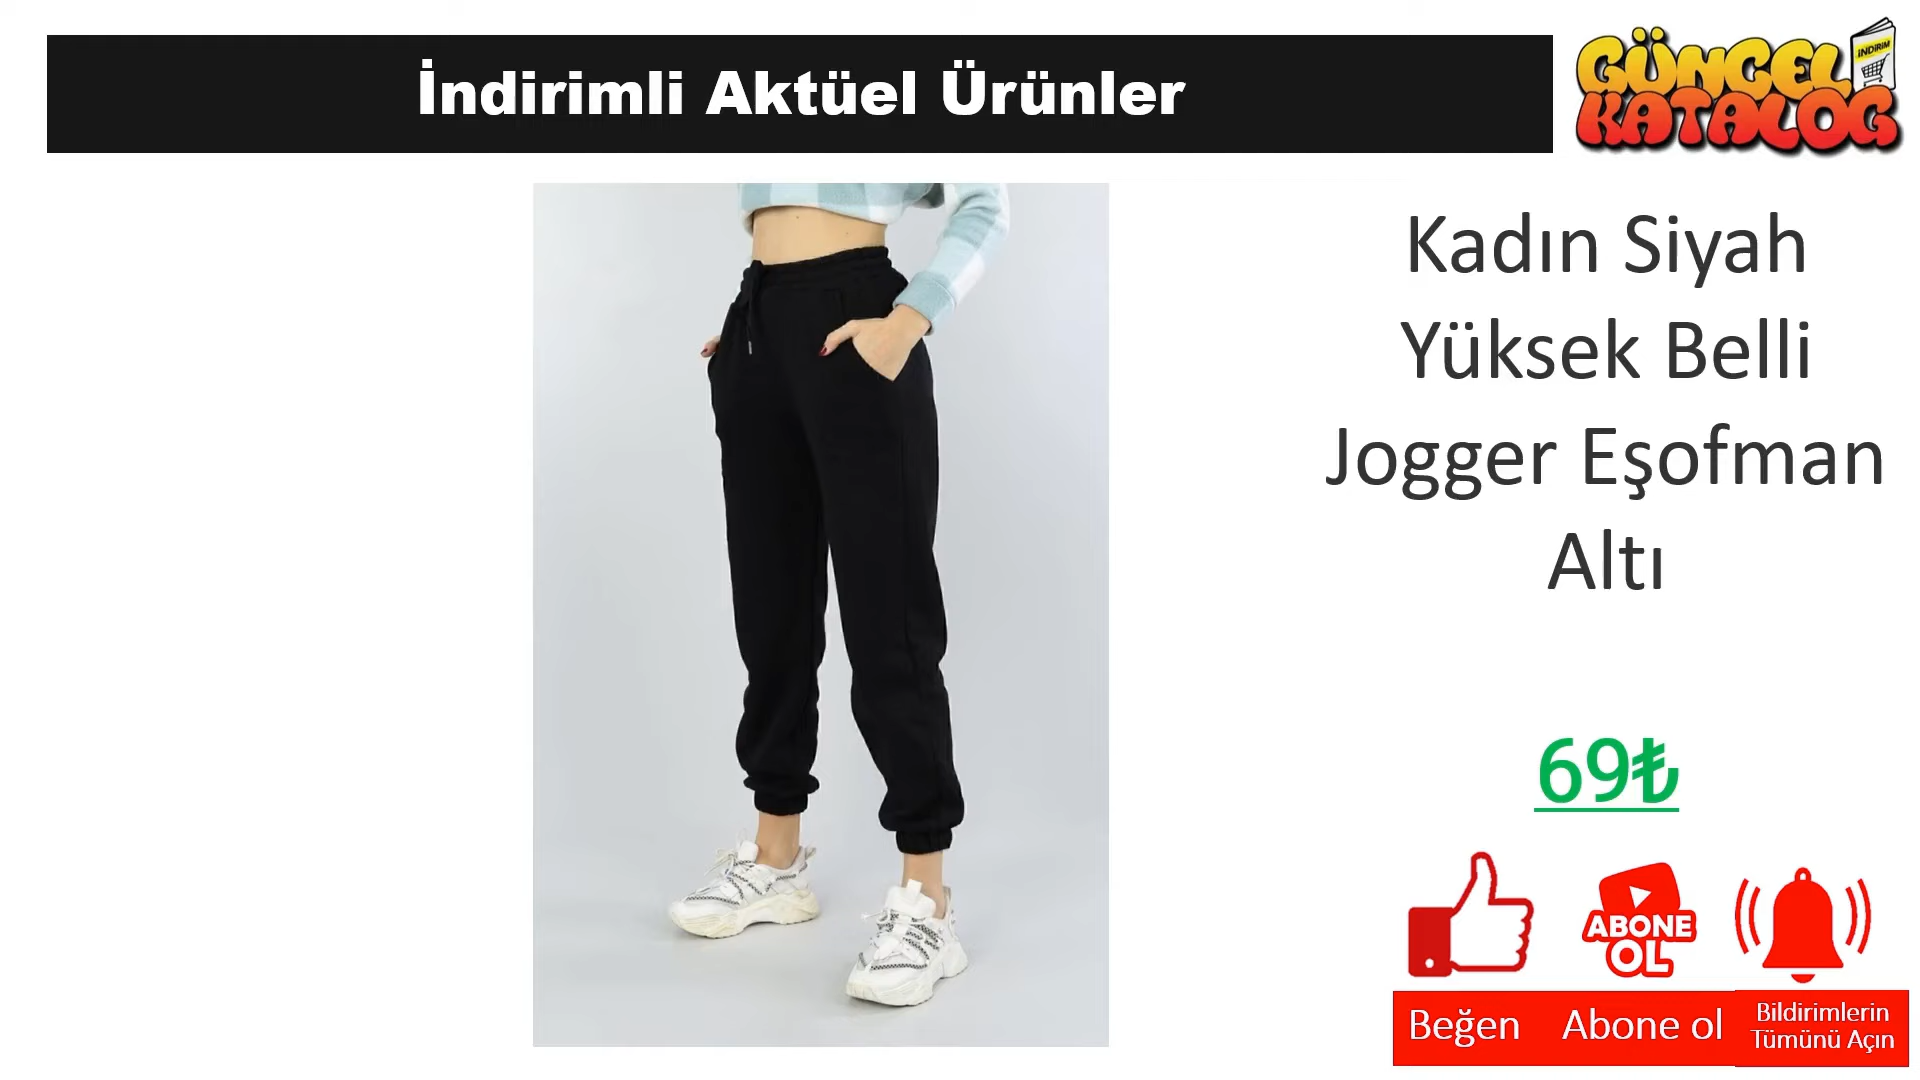 İndirimli Aktüel Ürünler
GÜNCEL
KATALOG
İNDİRİM
Kadın Siyah
Yüksek Belli
Jogger Eşofman
Altı
69₺
ABONE
OL
Beğen
Abone ol
Bildirimlerin
Tümünü Açın